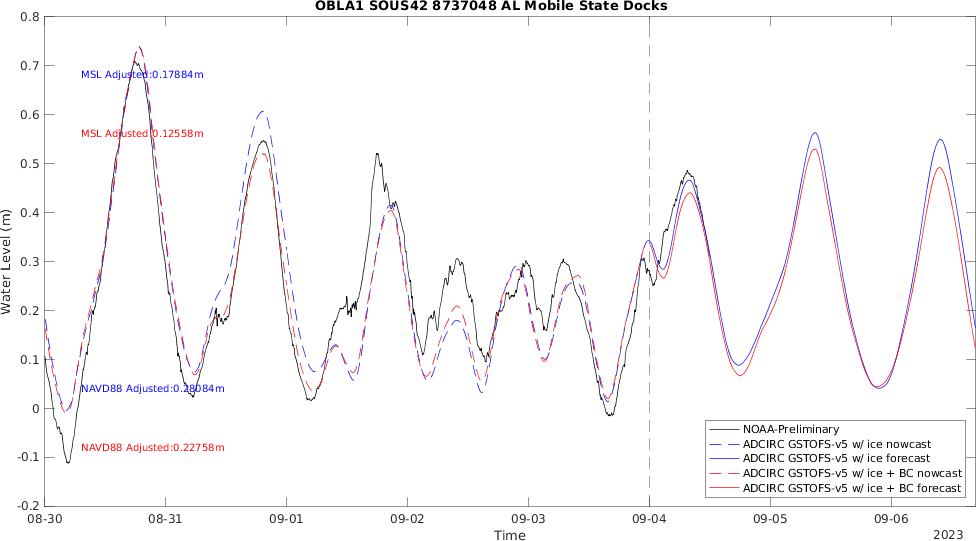 OBLA1 SOUS42 8737048 AL Mobile State Docks
0.8
0.7
0.6
0.5
0.4
0.3
0.2
0.1
0
-0.1
-0.2
Water Level (m)
MSL Adjusted:0.17884m
MSL Adjusted:0.12558m
NAVD88 Adjusted:0.28084m
NAVD88 Adjusted:0.22758m
NOAA-Preliminary
ADCIRC GSTOFS-v5 w/ ice nowcast
ADCIRC GSTOFS-v5 w/ ice forecast
ADCIRC GSTOFS-v5 w/ ice + BC nowcast
ADCIRC GSTOFS-v5 w/ ice + BC forecast
08-30 08-31 09-01 09-02 09-03 09-04 09-05 09-06
Time
2023